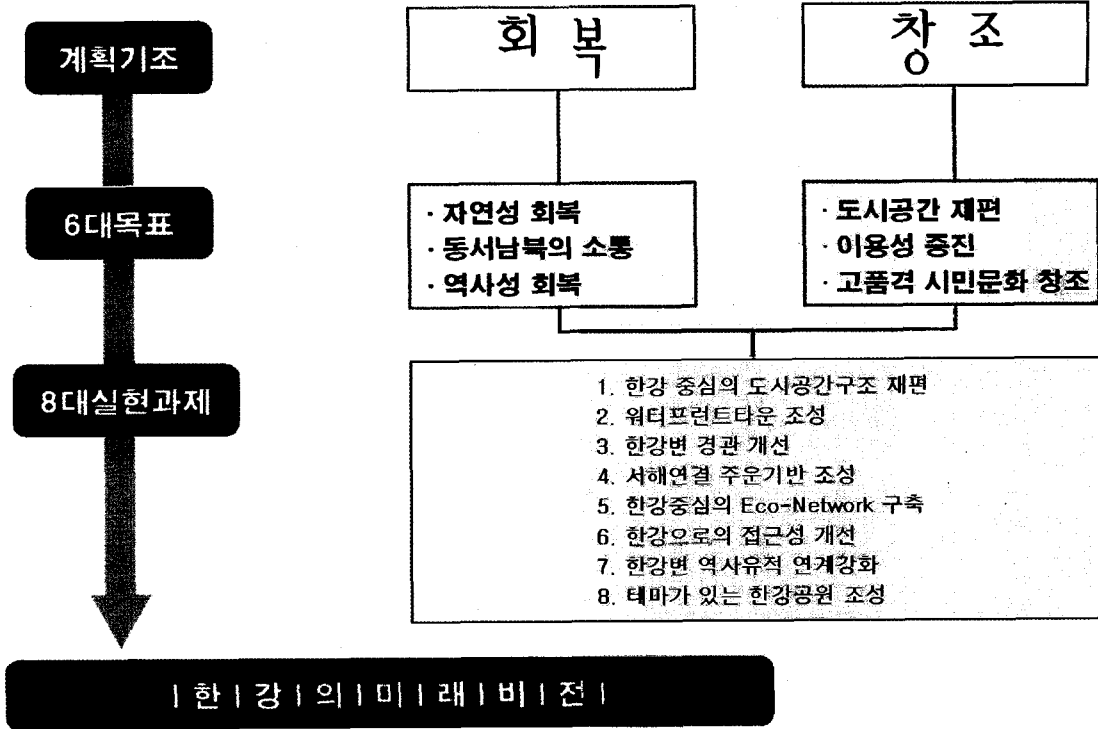 계획기조
회 복
창 조
6대목표
· 자연성 회복
· 동서남북의 소통
· 역사성 회복
· 도시공간 재편
· 이용성 증진
· 고품격 시민문화 창조
8대실현과제
1. 한강 중심의 도시공간구조 재편
2. 워터프런트타운 조성
3. 한강변 경관 개선
4. 서해연결 주운기반 조성
5. 한강중심의 Eco-Network 구축
6. 한강으로의 접근성 개선
7. 한강변 역사유적 연계강화
8. 테마가 있는 한강공원 조성
| 한 | 강 | 의 | 미 | 래 | 비 | 전 |